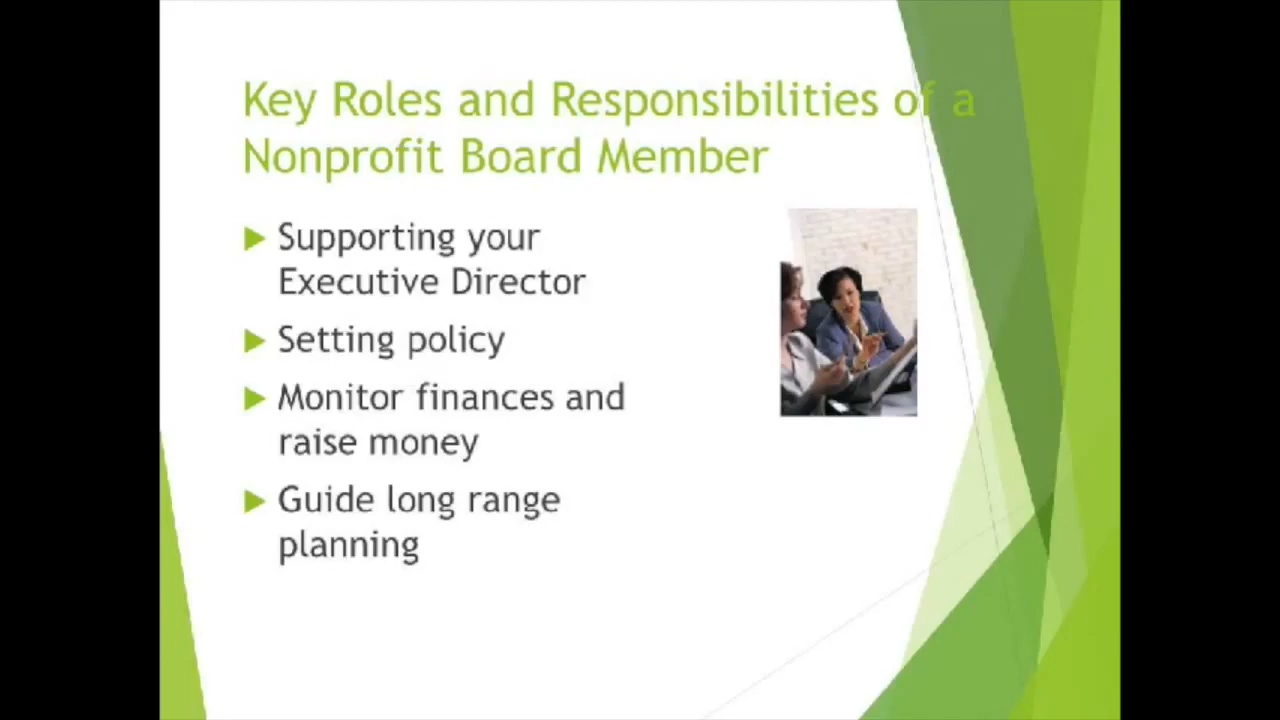 Key Roles and Responsibilities of a
Nonprofit Board Member
Supporting your
Executive Director
Setting policy
Monitor finances and
raise money
Guide long range
planning